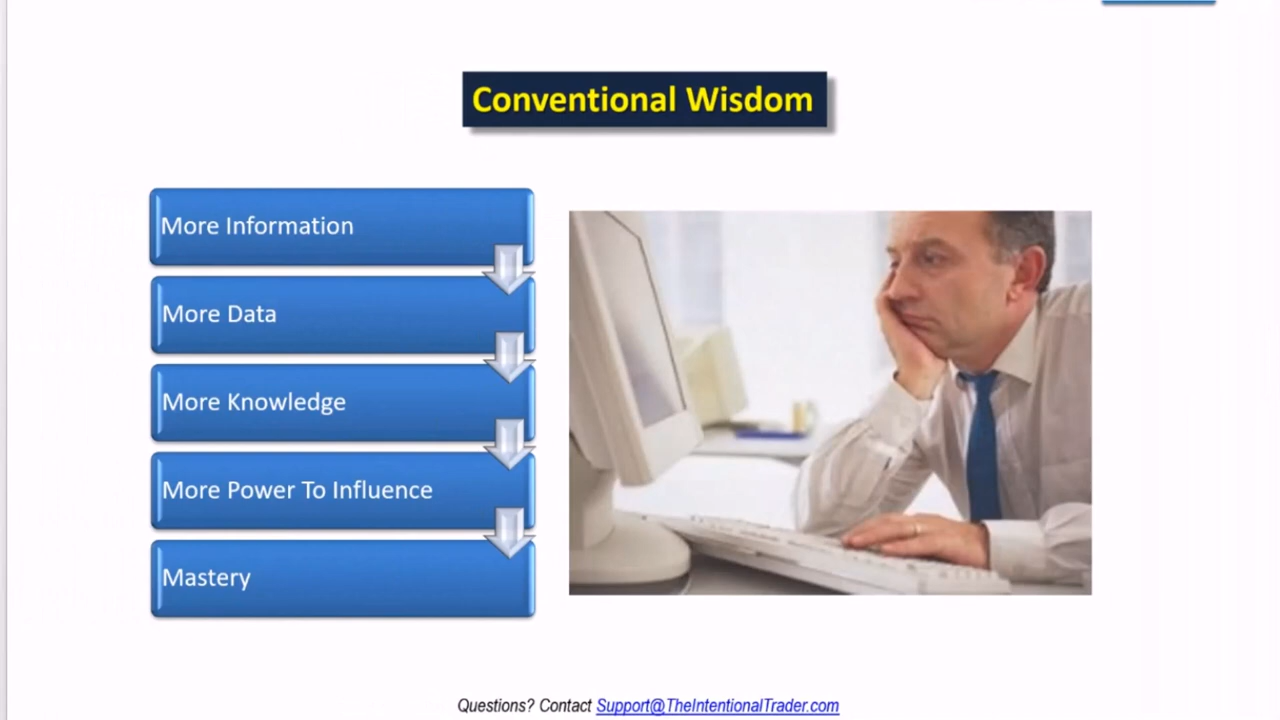 Conventional Wisdom
More Information
More Data
More Knowledge
More Power To Influence
Mastery
Questions? Contact Support@TheIntentionalTrader.com